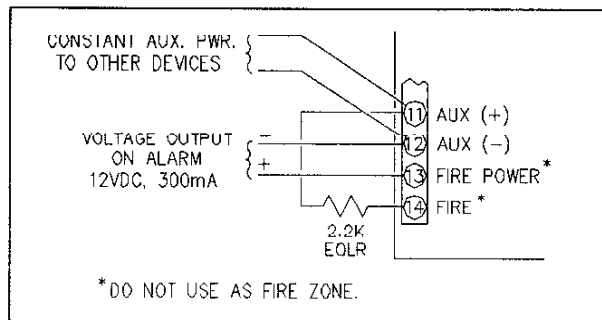 CONSTANT AUX. PWR.
TO OTHER DEVICES
VOLTAGE OUTPUT
ON ALARM
12VDC, 300mA
−
+
2.2K
EOLR
11 AUX (+)
12 AUX (−)
13 FIRE POWER*
14 FIRE*
*DO NOT USE AS FIRE ZONE.